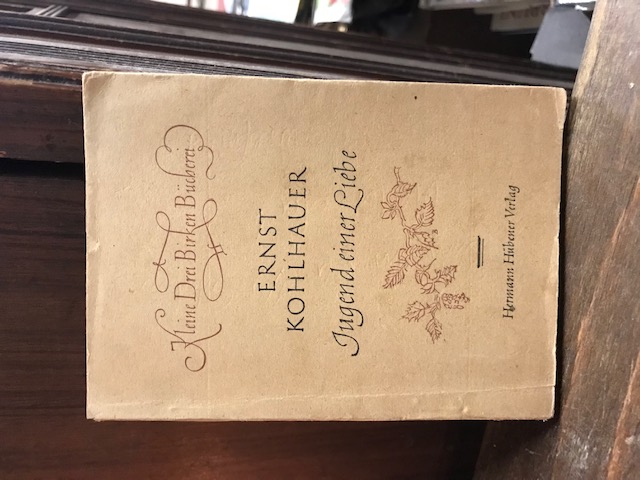 Kleine Drei Birken Bücherei
ERNST
KOHLHAUER
Jugend einer Liebe
Hermann Hübener Verlag